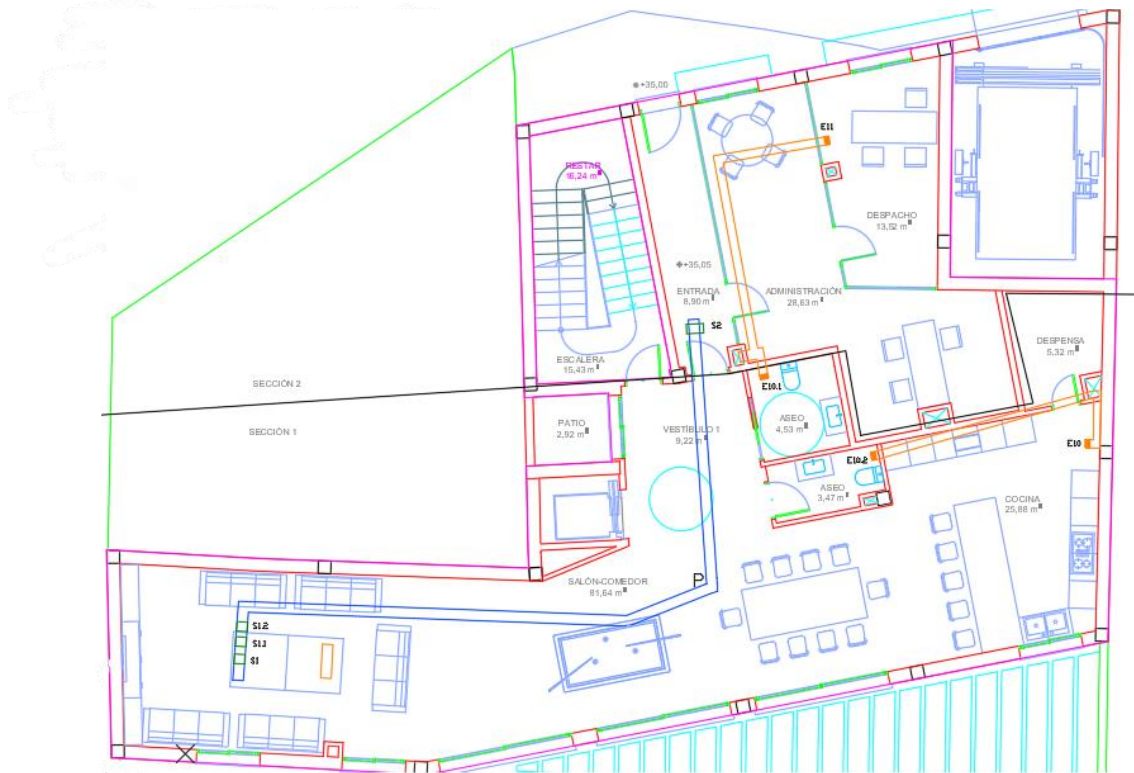 +35,00
E11
RESTAR
16,24 m²
DESPACHO
13,52 m²
+35,05
ENTRADA
8,90 m²
ADMINISTRACIÓN
28,63 m²
S2
DESPENSA
5,32 m²
ESCALERA
15,43 m²
SECCIÓN 2
E10.1
ASEO
4,53 m²
PATIO
2,92 m²
VESTÍBULO 1
9,22 m²
SECCIÓN 1
E10
E10.2
ASEO
3,47 m²
COCINA
25,88 m²
SALÓN-COMEDOR
81,64 m²
P
S1.2
S1.1
S1